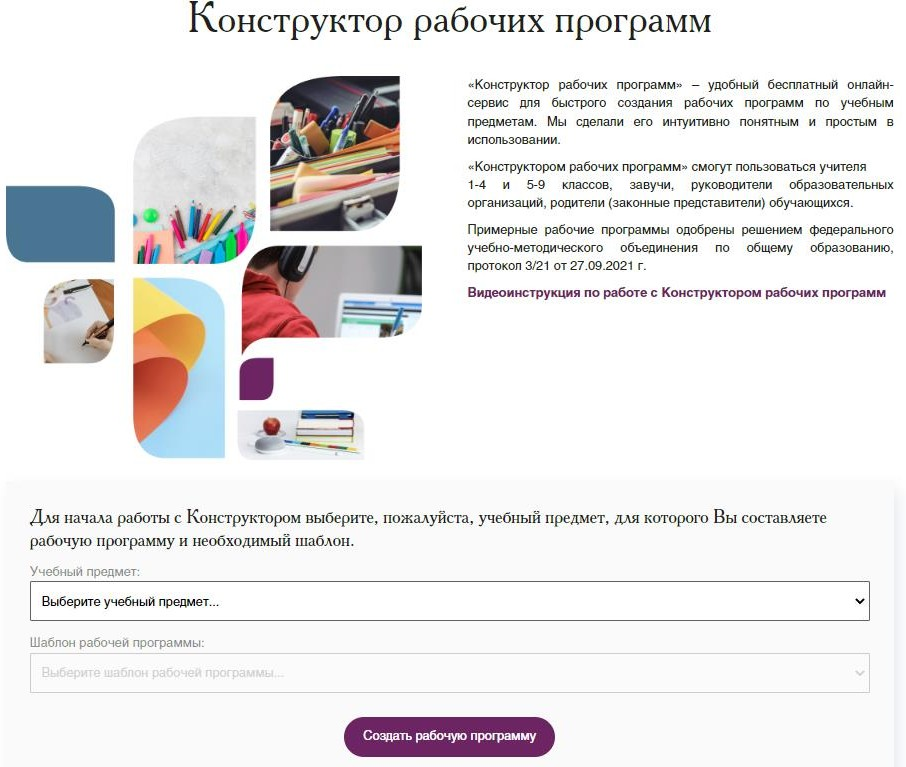 Конструктор рабочих программ
«Конструктор рабочих программ» – удобный бесплатный онлайн-
сервис для быстрого создания рабочих программ по учебным
предметам. Мы сделали его интуитивно понятным и простым в
использовании.
«Конструктором рабочих программ» смогут пользоваться учителя
1-4 и 5-9 классов, завучи, руководители образовательных
организаций, родители (законные представители) обучающихся.
Примерные рабочие программы одобрены решением федерального
учебно-методического объединения по общему образованию,
протокол 3/21 от 27.09.2021 г.
Видеоинструкция по работе с Конструктором рабочих программ
Для начала работы с Конструктором выберите, пожалуйста, учебный предмет, для которого Вы составляете
рабочую программу и необходимый шаблон.
Учебный предмет:
Выберите учебный предмет...
Шаблон рабочей программы:
Выберите шаблон рабочей программы...
Создать рабочую программу